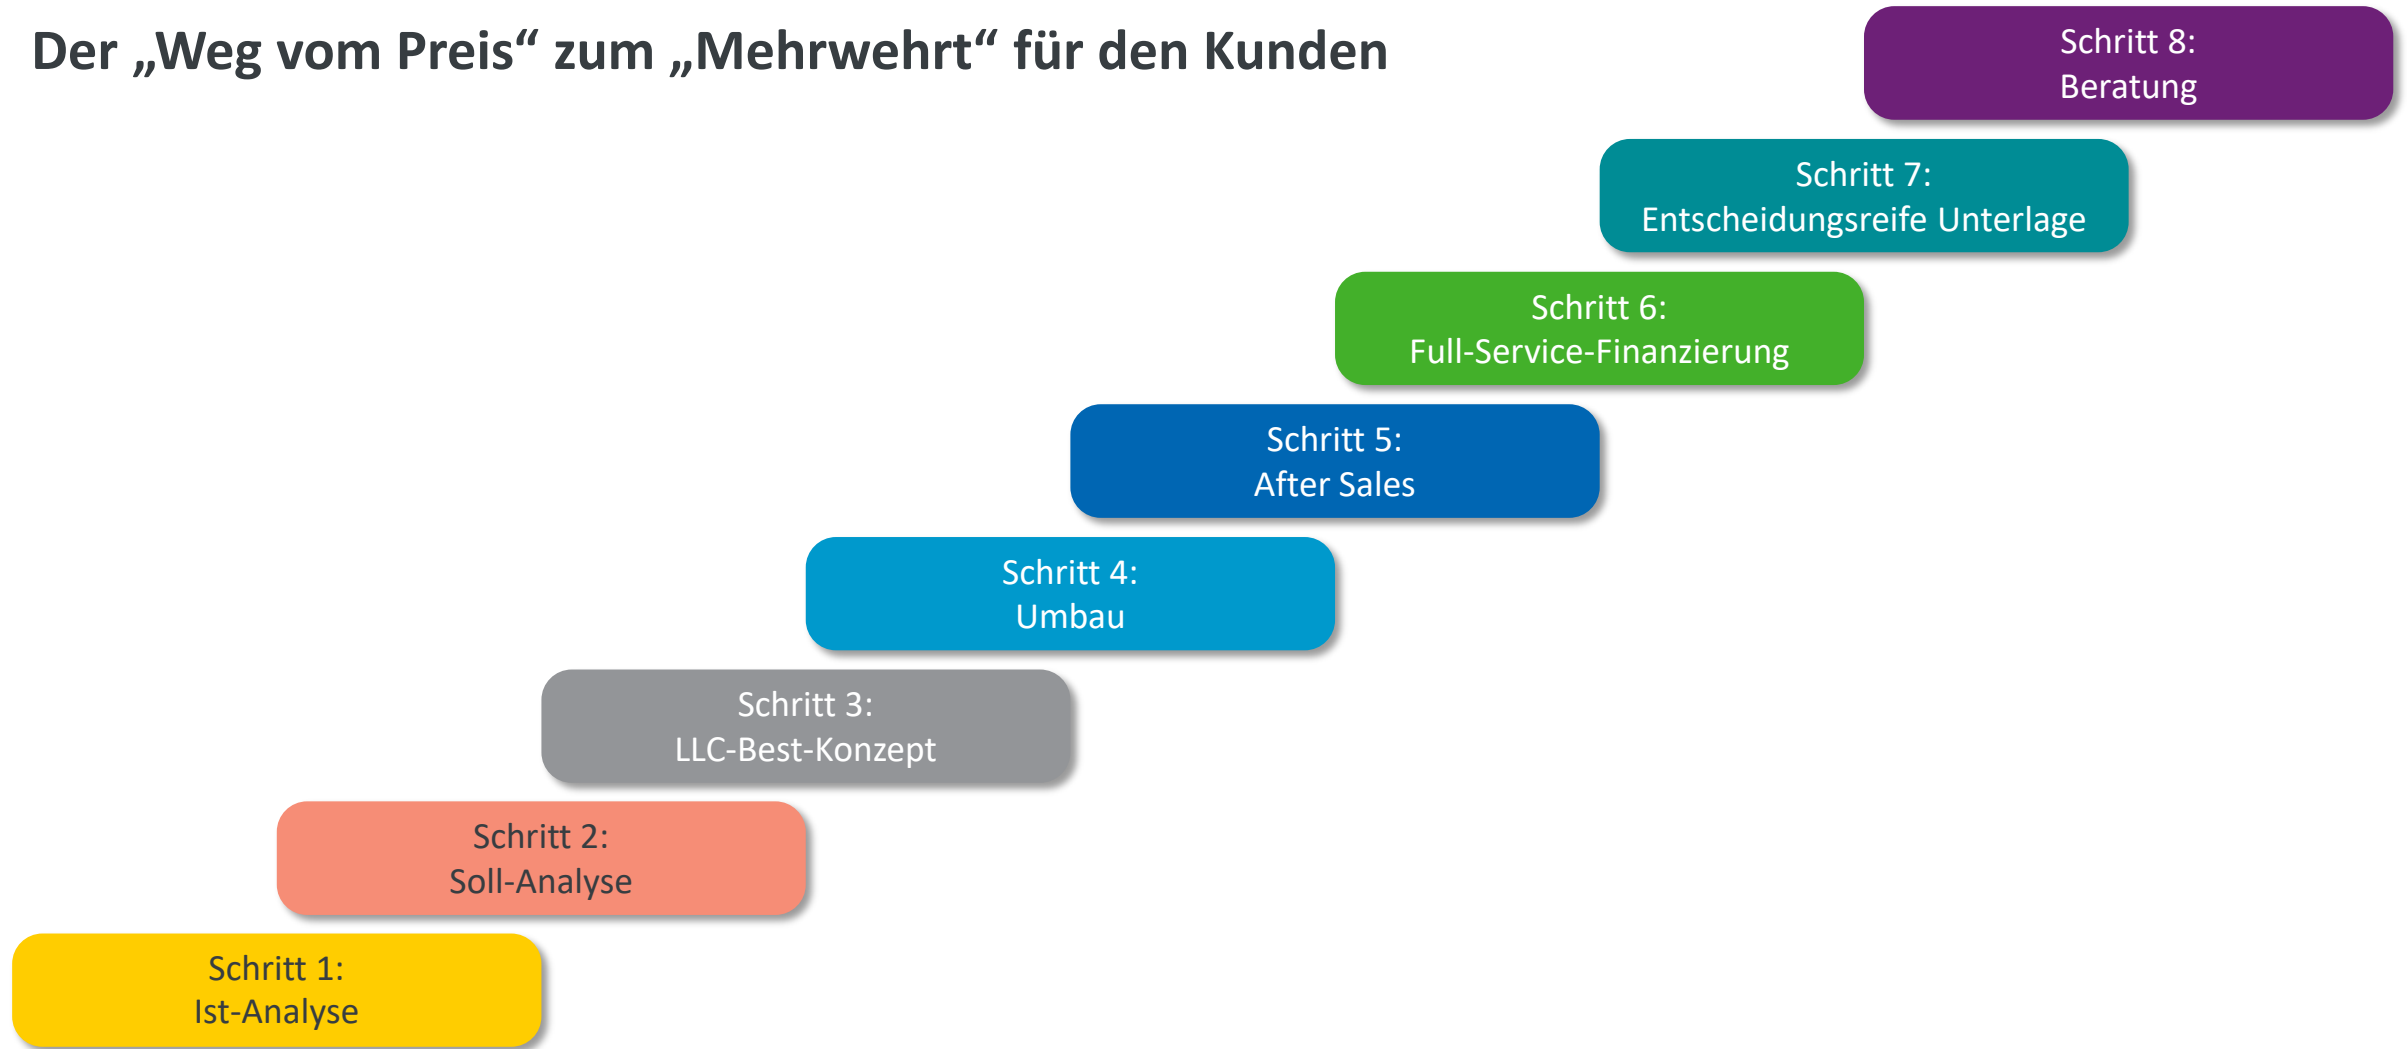 Der „Weg vom Preis“ zum „Mehrwehrt“ für den Kunden
Schritt 8:
Beratung
Schritt 7:
Entscheidungsreife Unterlage
Schritt 6:
Full-Service-Finanzierung
Schritt 5:
After Sales
Schritt 4:
Umbau
Schritt 3:
LLC-Best-Konzept
Schritt 2:
Soll-Analyse
Schritt 1:
Ist-Analyse